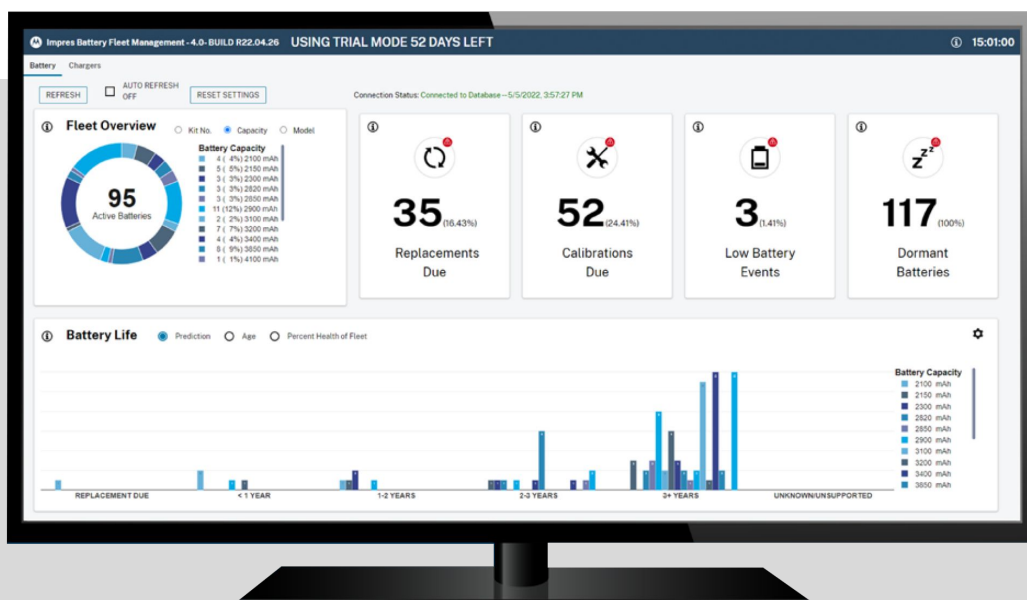 Impres Battery Fleet Management - 4.0- BUILD R22.04.26 USING TRIAL MODE 52 DAYS LEFT 15:01:00
Battery Chargers
REFRESH
AUTO REFRESH
OFF
RESET SETTINGS
Connection Status: Connected to Database --5/5/2022, 3:57:27 PM
Fleet Overview
Kit No. Capacity Model
95
Active Batteries
Battery Capacity
4 ( 4%) 2100 mAh
5 ( 5%) 2150 mAh
3 ( 3%) 2300 mAh
3 ( 3%) 2820 mAh
3 ( 3%) 2850 mAh
11 (12%) 2900 mAh
2 ( 2%) 3100 mAh
7 ( 7%) 3200 mAh
4 ( 4%) 3400 mAh
8 ( 9%) 3850 mAh
1 ( 1%) 4100 mAh
35 (16.43%)
Replacements
Due
52 (24.41%)
Calibrations
Due
3 (1.41%)
Low Battery
Events
zzz
117 (100%)
Dormant
Batteries
Battery Life
Prediction Age Percent Health of Fleet
Battery Capacity
2100 mAh
2150 mAh
2300 mAh
2820 mAh
2850 mAh
2900 mAh
3100 mAh
3200 mAh
3400 mAh
3850 mAh
REPLACEMENT DUE < 1 YEAR 1-2 YEARS 2-3 YEARS 3+ YEARS UNKNOWN/UNSUPPORTED